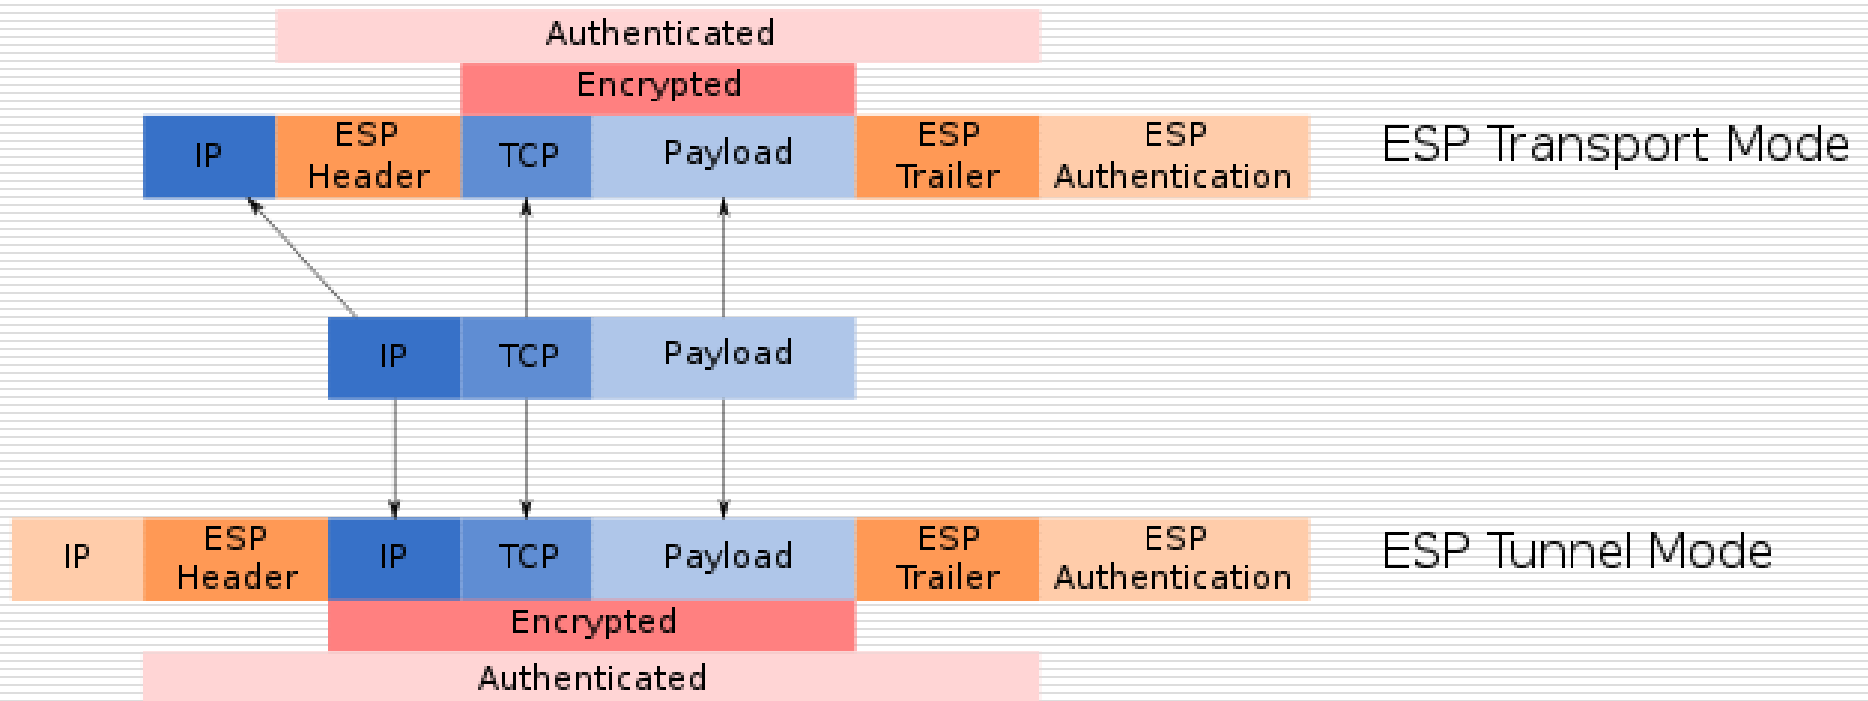 Authenticated
Encrypted
IP
ESP
Header
TCP
Payload
ESP
Trailer
ESP
Authentication
ESP Transport Mode
IP
TCP
Payload
IP
ESP
Header
IP
TCP
Payload
ESP
Trailer
ESP
Authentication
ESP Tunnel Mode
Encrypted
Authenticated